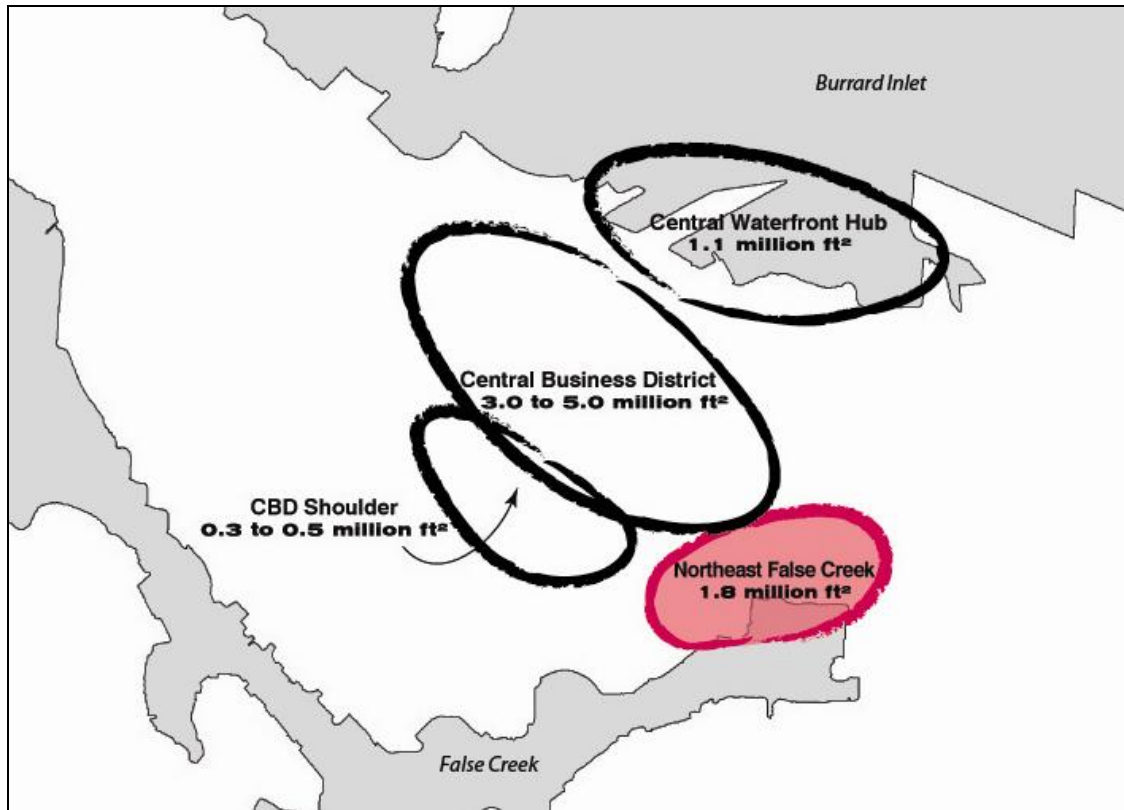 Burrard Inlet
Central Waterfront Hub
1.1 million ft²
Central Business District
3.0 to 5.0 million ft²
CBD Shoulder
0.3 to 0.5 million ft²
Northeast False Creek
1.8 million ft²
False Creek